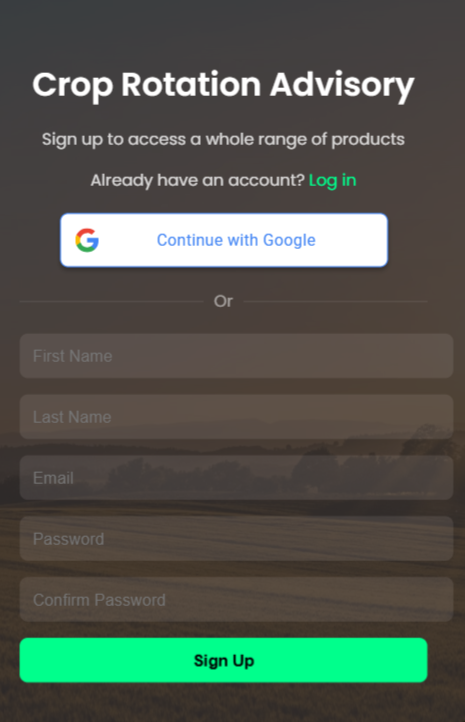 Crop Rotation Advisory
Sign up to access a whole range of products
Already have an account? Log in
Continue with Google
Or
First Name
Last Name
Email
Password
Confirm Password
Sign Up